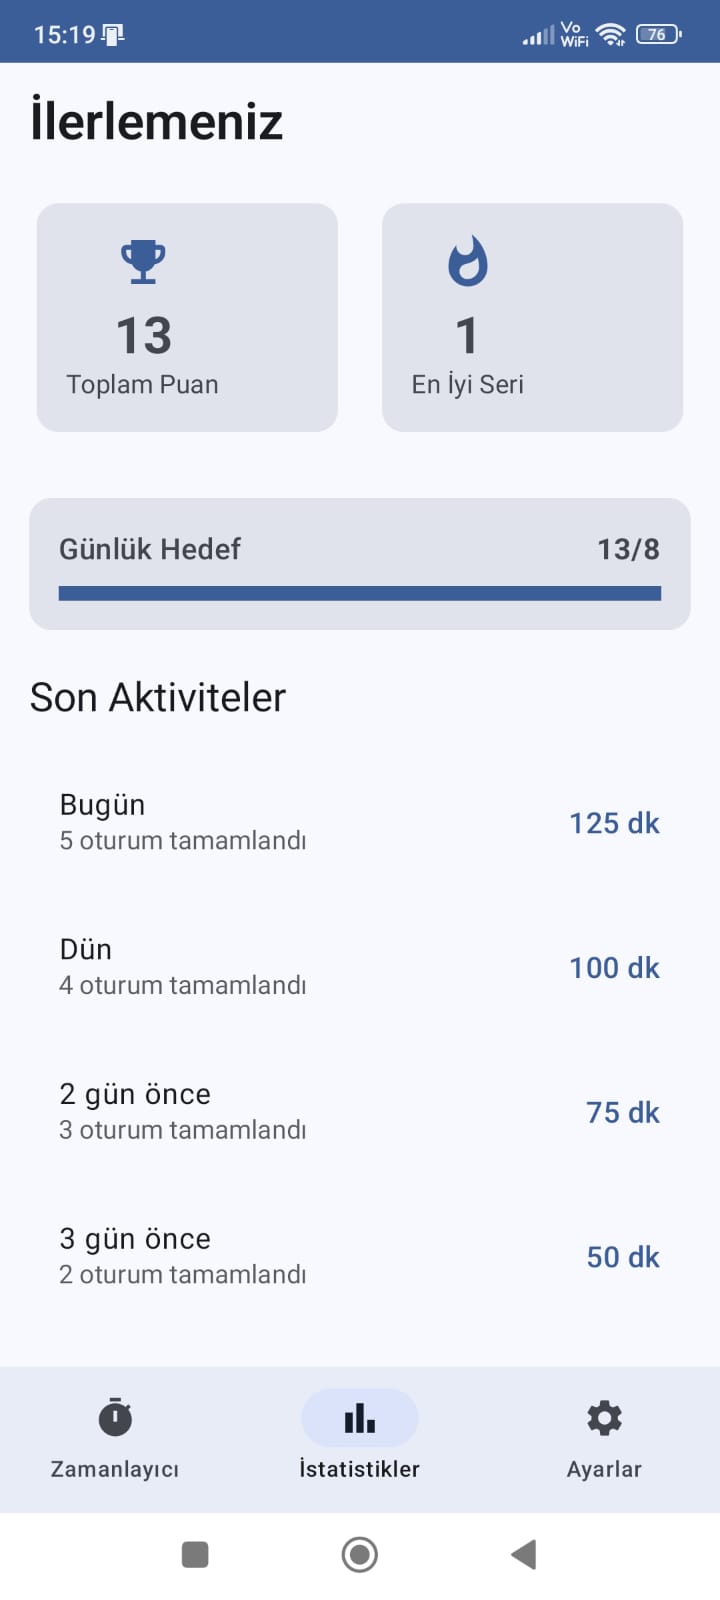 15:19
Vo
WiFi
76
İlerlemeniz
13
Toplam Puan
1
En İyi Seri
Günlük Hedef
13/8
Son Aktiviteler
Bugün
5 oturum tamamlandı
125 dk
Dün
4 oturum tamamlandı
100 dk
2 gün önce
3 oturum tamamlandı
75 dk
3 gün önce
2 oturum tamamlandı
50 dk
Zamanlayıcı
İstatistikler
Ayarlar